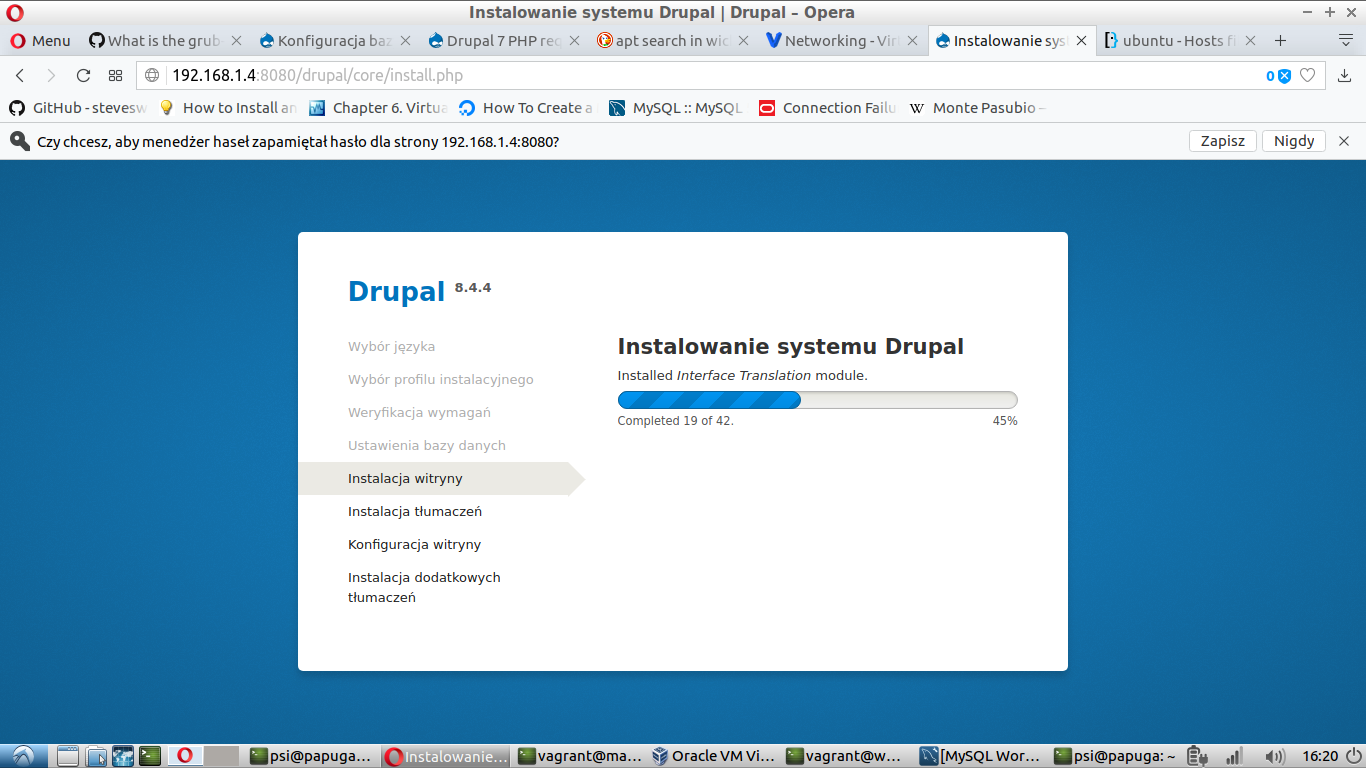 Instalowanie systemu Drupal | Drupal – Opera
Menu
What is the grub
Konfiguracja baz
Drupal 7 PHP req
apt search in wic
Networking - Virt
Instalowanie sys
ubuntu - Hosts fi
192.168.1.4:8080/drupal/core/install.php
0
GitHub - stevesw
How to Install an
Chapter 6. Virtua
How To Create a
MySQL :: MySQL
Connection Failu
Monte Pasubio -
Czy chcesz, aby menedżer haseł zapamiętał hasło dla strony 192.168.1.4:8080?
Zapisz
Nigdy
Drupal 8.4.4
Wybór języka
Wybór profilu instalacyjnego
Weryfikacja wymagań
Ustawienia bazy danych
Instalacja witryny
Instalacja tłumaczeń
Konfiguracja witryny
Instalacja dodatkowych
tłumaczeń
Instalowanie systemu Drupal
Installed Interface Translation module.
Completed 19 of 42.
45%
psi@papuga...
Instalowanie...
vagrant@ma...
Oracle VM Vi...
vagrant@w...
[MySQL Wor...
psi@papuga: ~
16:20